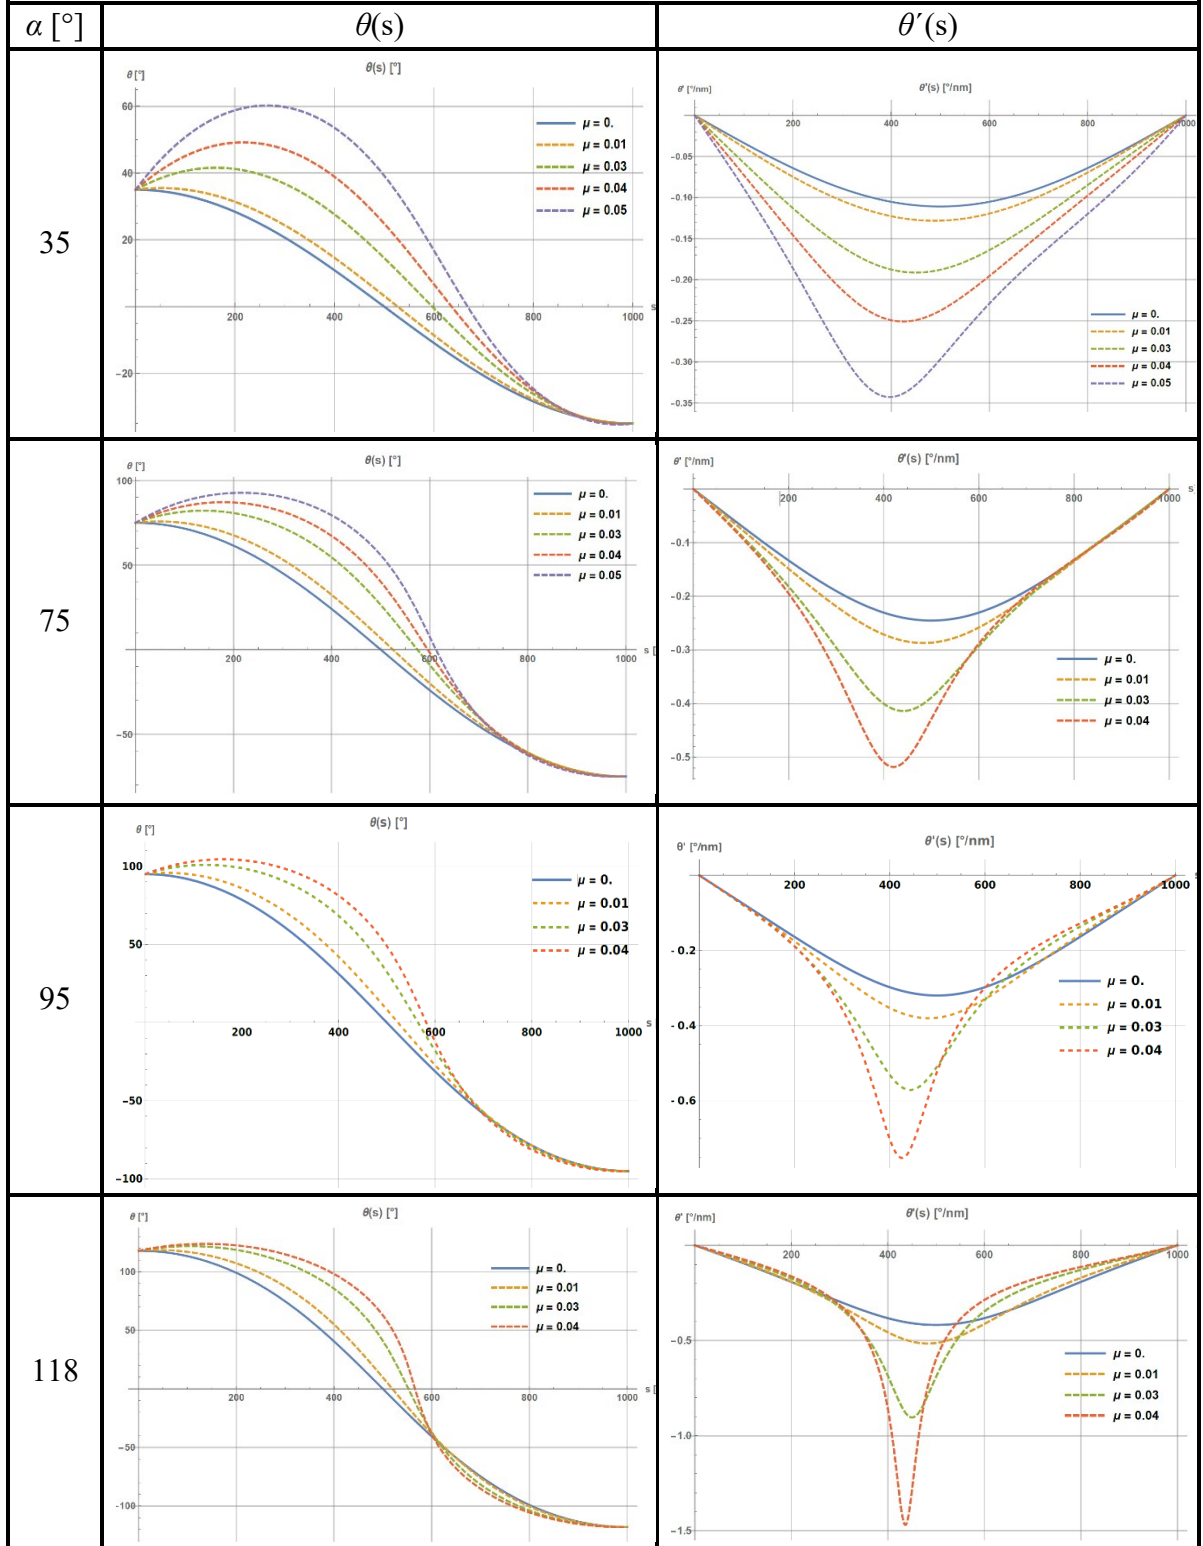 α [°] θ(s) θ´(s)
35
θ(s) [°]
θ [°]
60
40
20
-20
200 400 600 800 1000
s
μ = 0.
μ = 0.01
μ = 0.03
μ = 0.04
μ = 0.05
θ'(s) [°/nm]
θ' [°/nm]
200 400 600 800 1000
-0.05
-0.10
-0.15
-0.20
-0.25
-0.30
-0.35
μ = 0.
μ = 0.01
μ = 0.03
μ = 0.04
μ = 0.05
75
θ(s) [°]
θ [°]
100
50
-50
200 400 600 800 1000
s [
μ = 0.
μ = 0.01
μ = 0.03
μ = 0.04
μ = 0.05
θ'(s) [°/nm]
θ' [°/nm]
200 400 600 800 1000
s
-0.1
-0.2
-0.3
-0.4
-0.5
μ = 0.
μ = 0.01
μ = 0.03
μ = 0.04
95
θ(s) [°]
θ [°]
100
50
-50
-100
200 400 600 800 1000
s
μ = 0.
μ = 0.01
μ = 0.03
μ = 0.04
θ'(s) [°/nm]
θ' [°/nm]
200 400 600 800 1000
-0.2
-0.4
-0.6
μ = 0.
μ = 0.01
μ = 0.03
μ = 0.04
118
θ(s) [°]
θ [°]
100
50
-50
-100
200 400 600 800 1000
s [
μ = 0.
μ = 0.01
μ = 0.03
μ = 0.04
θ'(s) [°/nm]
θ' [°/nm]
200 400 600 800 1000
-0.5
-1.0
-1.5
μ = 0.
μ = 0.01
μ = 0.03
μ = 0.04